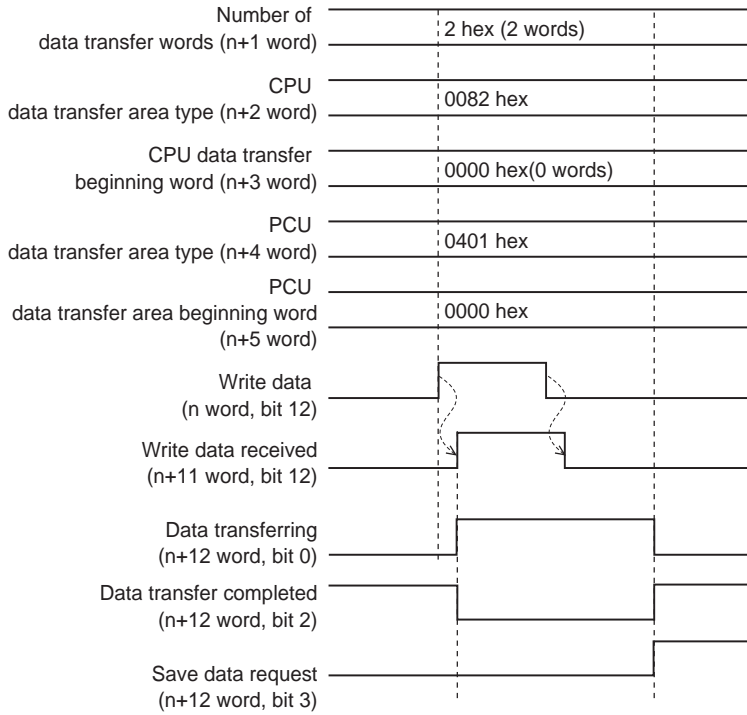 Number of
data transfer words (n+1 word)
2 hex (2 words)
CPU
data transfer area type (n+2 word)
0082 hex
CPU data transfer
beginning word (n+3 word)
0000 hex(0 words)
PCU
data transfer area type (n+4 word)
0401 hex
PCU
data transfer area beginning word
(n+5 word)
0000 hex
Write data
(n word, bit 12)
Write data received
(n+11 word, bit 12)
Data transferring
(n+12 word, bit 0)
Data transfer completed
(n+12 word, bit 2)
Save data request
(n+12 word, bit 3)